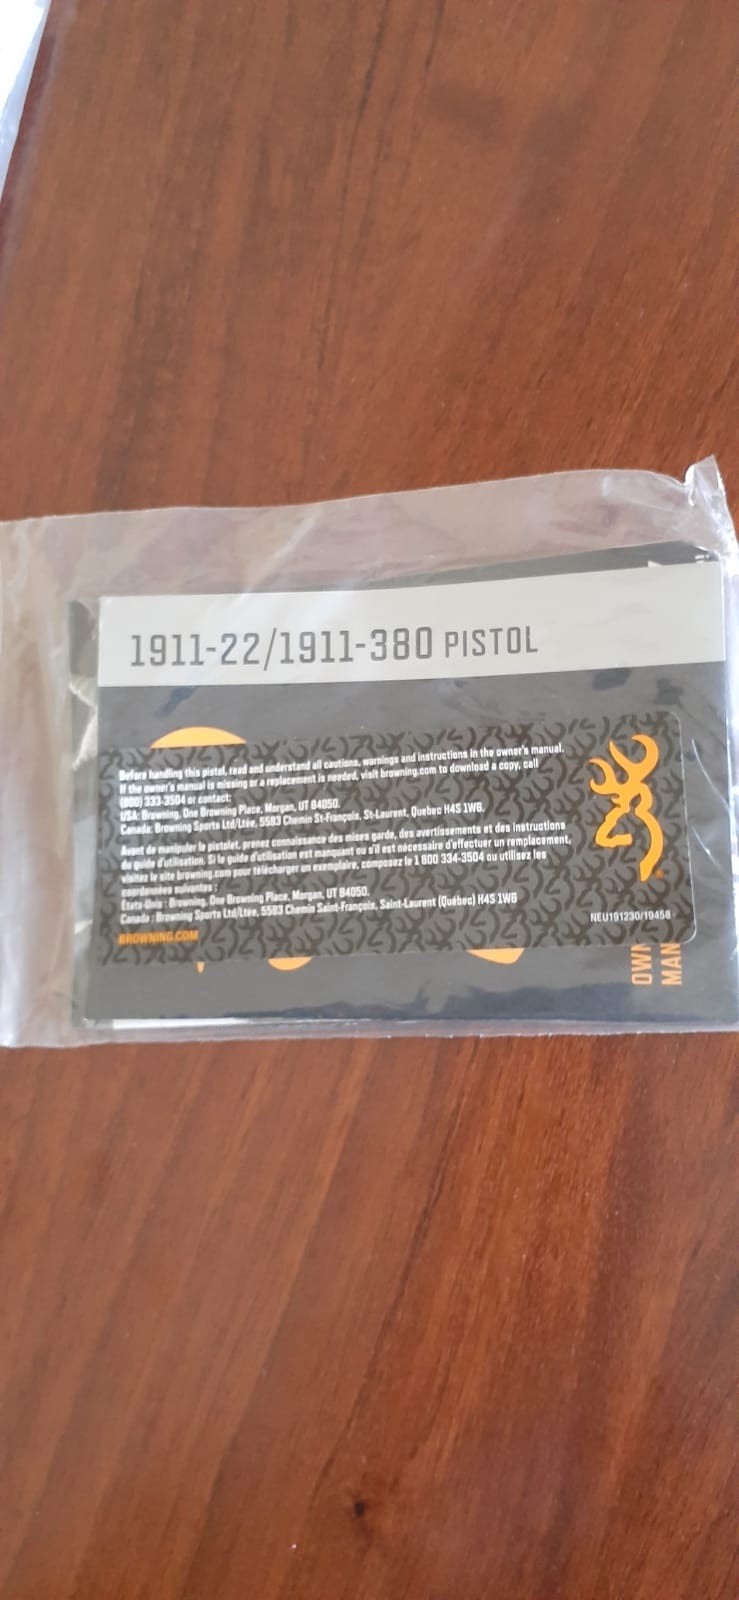 1911-22/1911-380 PISTOL
Before handling this pistol, read and understand all cautions, warnings and instructions in the owner's manual.
If the owner's manual is missing or a replacement is needed, visit browning.com to download a copy, call
(800) 333-3504 or contact:
USA: Browning, One Browning Place, Morgan, UT 84050.
Canada: Browning Sports Ltd/Ltée, 5583 Chemin St-François, St-Laurent, Quebec H4S 1W8.
Avant de manipuler le pistolet, prenez connaissance des mises garde, des avertissements et des instructions
de guide d'utilisation. Si le guide d'utilisation est manquant ou s'il est nécessaire d'effectuer un remplacement,
visitez le site browning.com pour télécharger un exemplaire, composez le 1 800 334-3504 ou utilisez les
coordonnées suivantes :
États-Unis : Browning, One Browning Place, Morgan, UT 84050.
Canada : Browning Sports Ltd/Ltée, 5583 Chemin Saint-François, Saint-Laurent (Québec) H4S 1W8
BROWNING.COM
NEU191230/19458
OWN
MAN